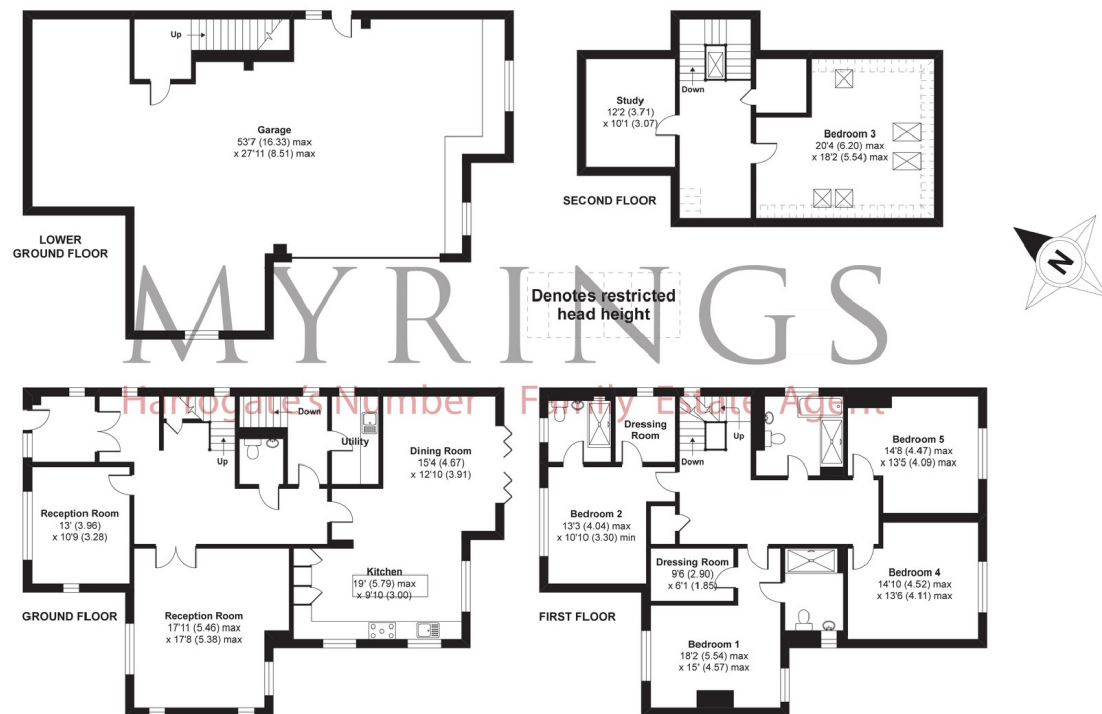 Up
Garage
53'7 (16.33) max
x 27'11 (8.51) max
LOWER
GROUND FLOOR
Down
Study
12'2 (3.71)
x 10'1 (3.07)
Bedroom 3
20'4 (6.20) max
x 18'2 (5.54) max
SECOND FLOOR
N
MYRINGS
Denotes restricted
head height
Harrogate's Number Family Estate Agent
Down
Utility
Up
Dining Room
15'4 (4.67)
x 12'10 (3.91)
Reception Room
13' (3.96)
x 10'9 (3.28)
Kitchen
19' (5.79) max
x 9'10 (3.00)
GROUND FLOOR
Reception Room
17'11 (5.46) max
x 17'8 (5.38) max
Dressing
Room
Up
Down
Bedroom 5
14'8 (4.47) max
x 13'5 (4.09) max
Bedroom 2
13'3 (4.04) max
x 10'10 (3.30) min
Dressing Room
9'6 (2.90)
x 6'1 (1.85)
Bedroom 4
14'10 (4.52) max
x 13'6 (4.11) max
FIRST FLOOR
Bedroom 1
18'2 (5.54) max
x 15' (4.57) max